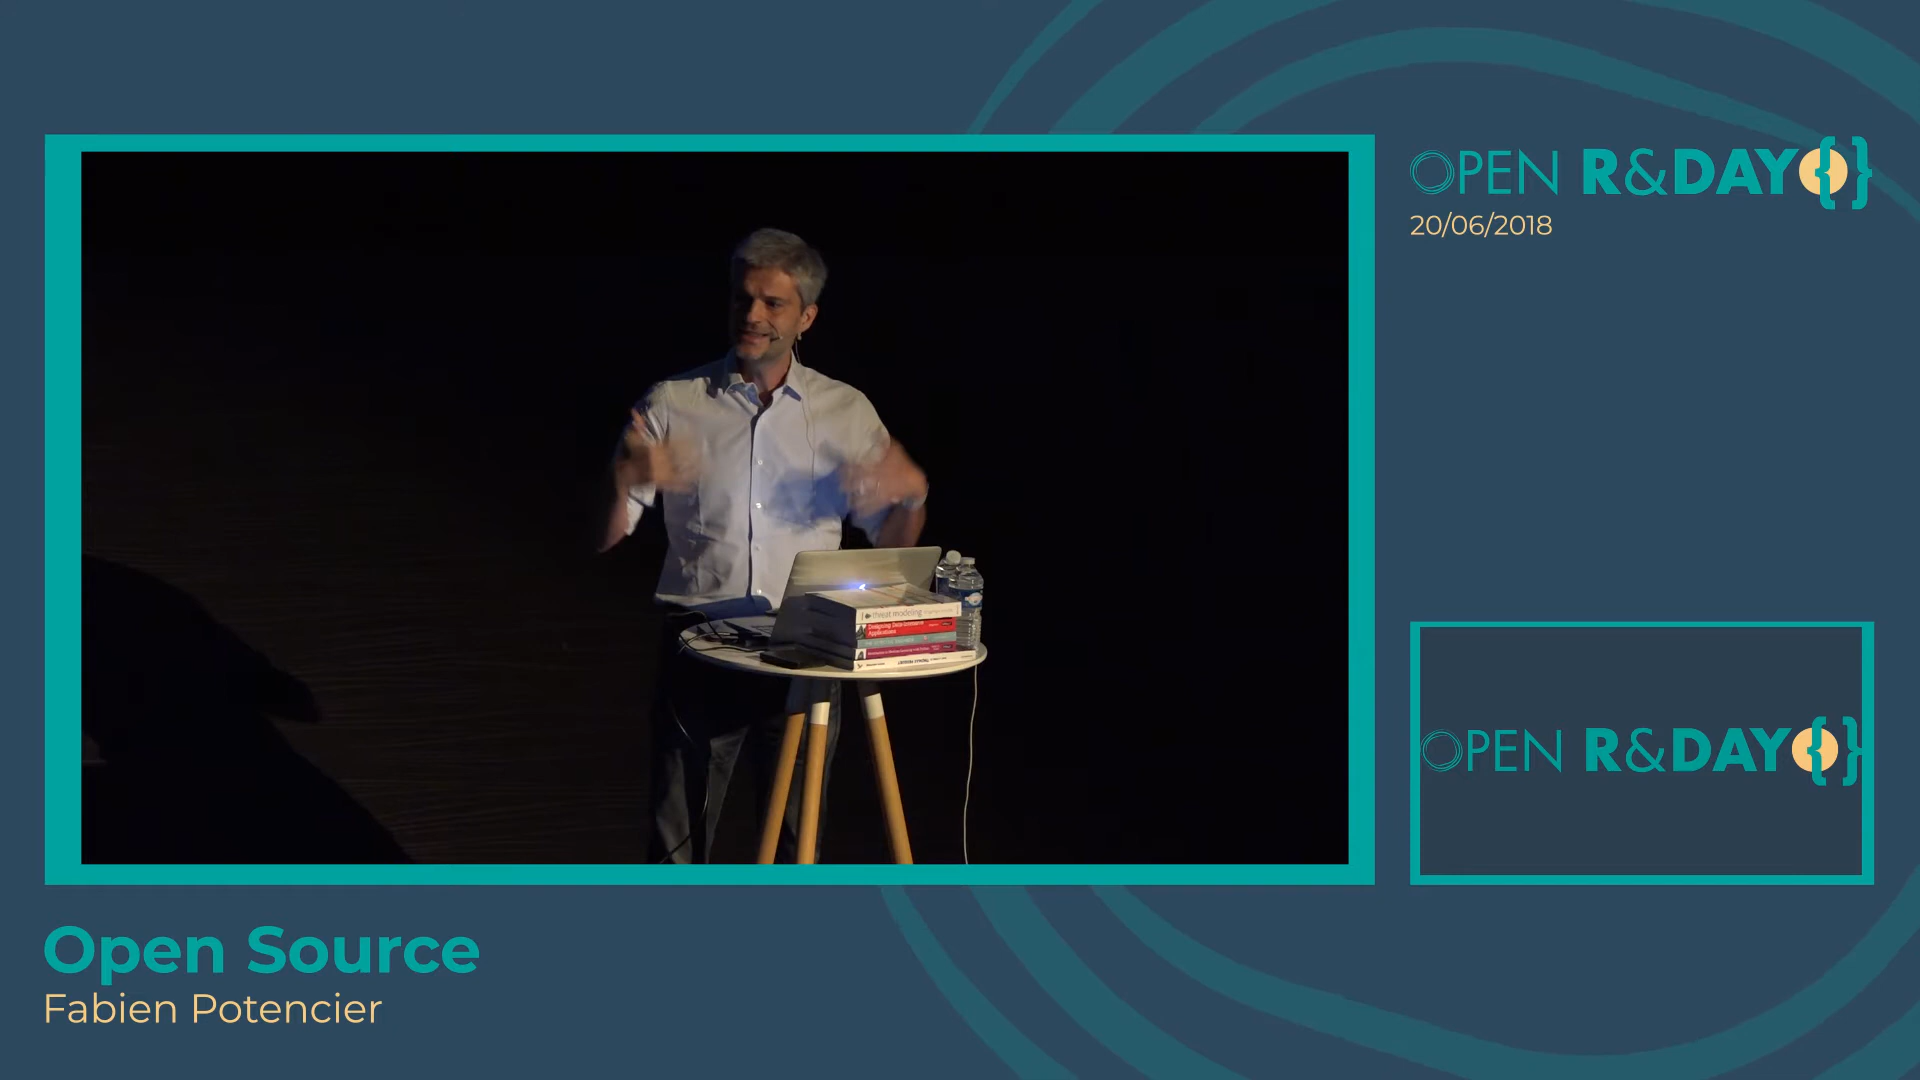 OPEN R&DAY{}
20/06/2018
threat modeling
Designing Data-Intensive
Applications
OPEN R&DAY{}
Open Source
Fabien Potencier